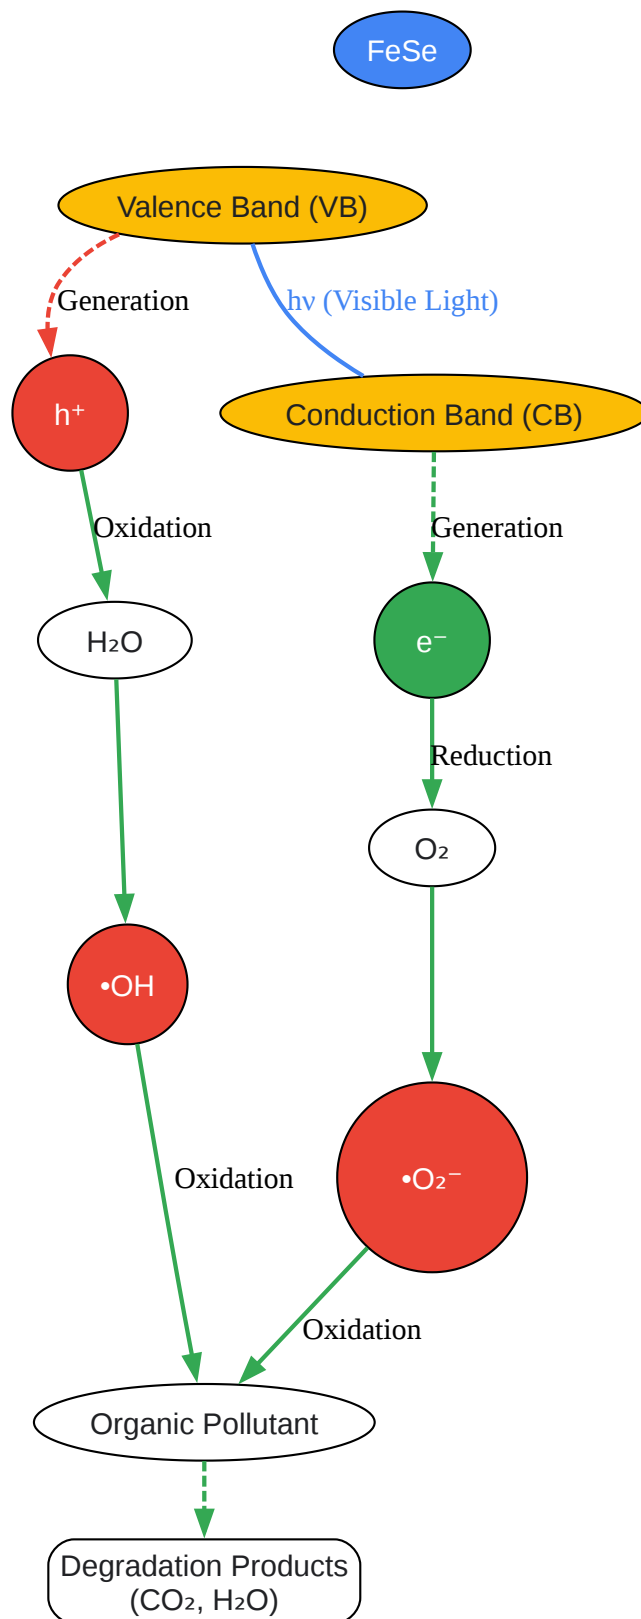 FeSe
Valence Band (VB)
Generation
hν (Visible Light)
h⁺
Conduction Band (CB)
Oxidation
Generation
H₂O
e⁻
Reduction
O₂
•OH
•O₂⁻
Oxidation
Oxidation
Organic Pollutant
Degradation Products
(CO₂, H₂O)